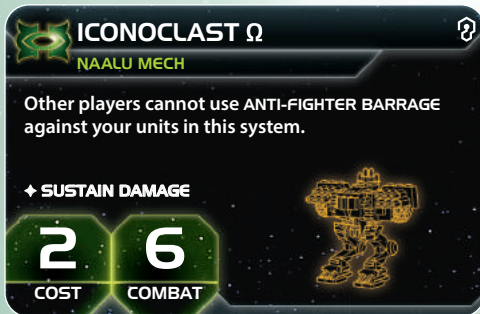 ICONOCLAST Ω
NAALU MECH
Other players cannot use ANTI-FIGHTER BARRAGE
against your units in this system.
✦ SUSTAIN DAMAGE
2 6
COST COMBAT